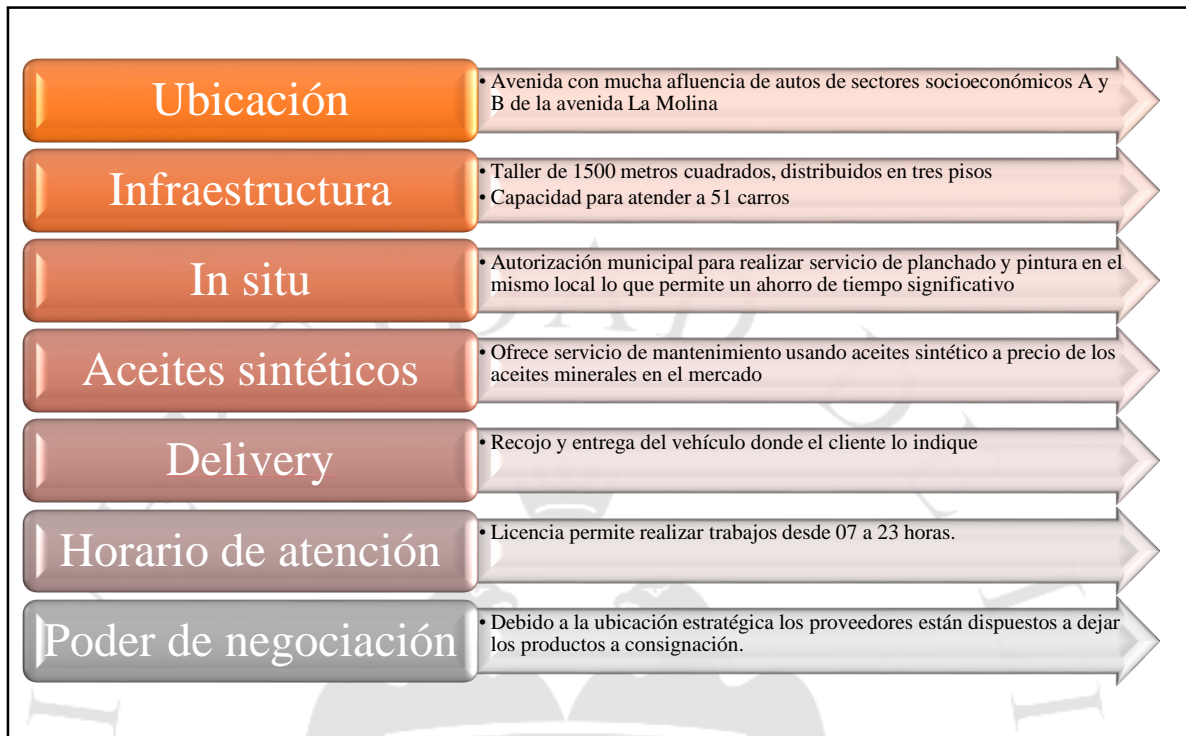 Ubicación
• Avenida con mucha afluencia de autos de sectores socioeconómicos A y
B de la avenida La Molina
Infraestructura
• Taller de 1500 metros cuadrados, distribuidos en tres pisos
• Capacidad para atender a 51 carros
In situ
• Autorización municipal para realizar servicio de planchado y pintura en el
mismo local lo que permite un ahorro de tiempo significativo
Aceites sintéticos
• Ofrece servicio de mantenimiento usando aceites sintético a precio de los
aceites minerales en el mercado
Delivery
• Recojo y entrega del vehículo donde el cliente lo indique
Horario de atención
• Licencia permite realizar trabajos desde 07 a 23 horas.
Poder de negociación
• Debido a la ubicación estratégica los proveedores están dispuestos a dejar
los productos a consignación.